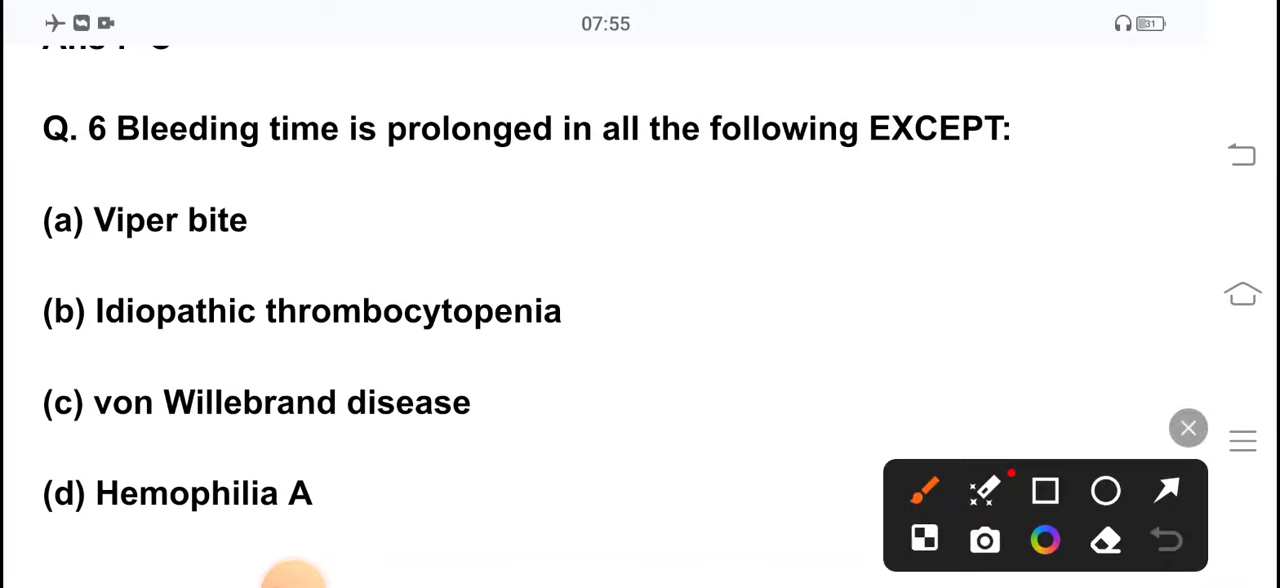 07:55
31
Q. 6 Bleeding time is prolonged in all the following EXCEPT:
(a) Viper bite
(b) Idiopathic thrombocytopenia
(c) von Willebrand disease
(d) Hemophilia A